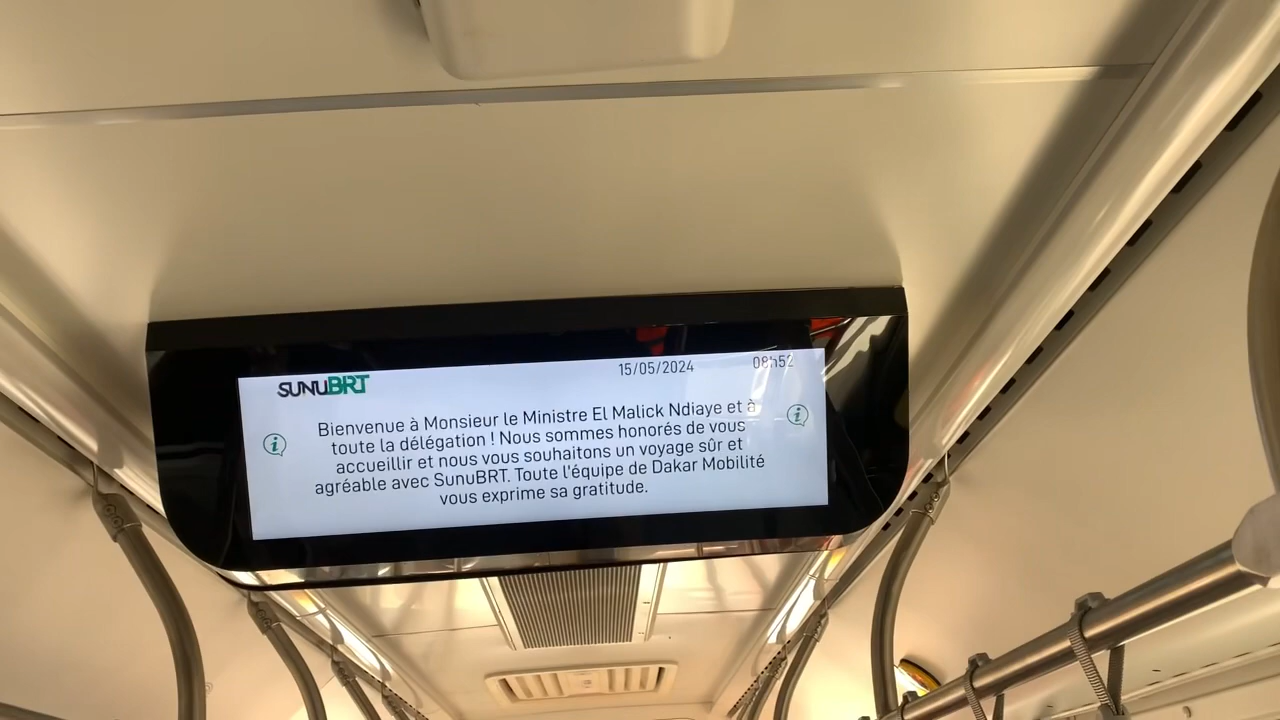 15/05/2024 08h52
SUNUBRT
Bienvenue à Monsieur le Ministre El Malick Ndiaye et à
toute la délégation ! Nous sommes honorés de vous
accueillir et nous vous souhaitons un voyage sûr et
agréable avec SunuBRT. Toute l'équipe de Dakar Mobilité
vous exprime sa gratitude.